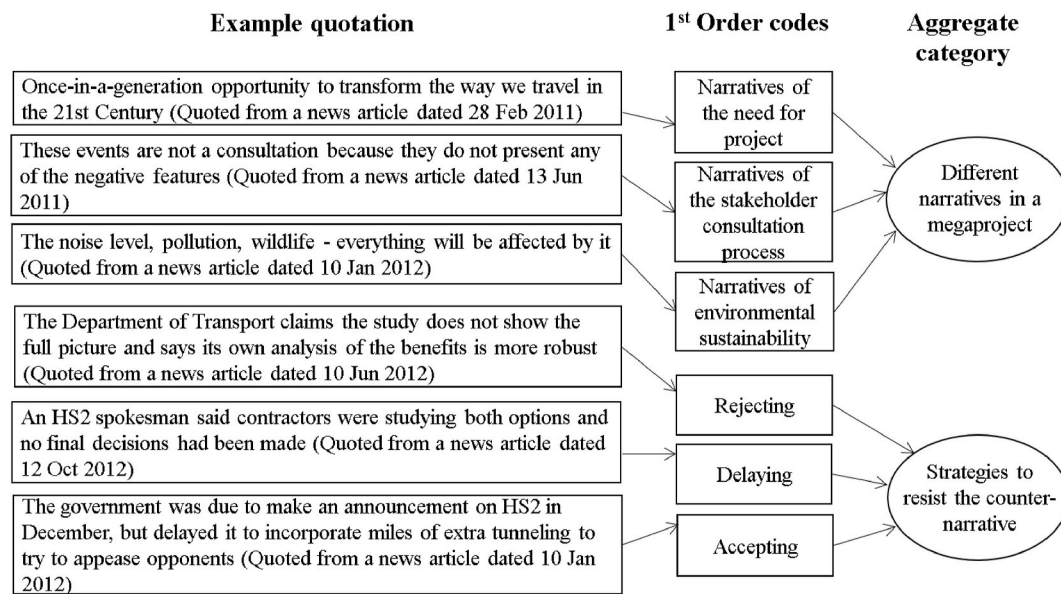 Example quotation
1st Order codes
Aggregate
category
Once-in-a-generation opportunity to transform the way we travel in
the 21st Century (Quoted from a news article dated 28 Feb 2011)
These events are not a consultation because they do not present any
of the negative features (Quoted from a news article dated 13 Jun
2011)
The noise level, pollution, wildlife - everything will be affected by it
(Quoted from a news article dated 10 Jan 2012)
The Department of Transport claims the study does not show the
full picture and says its own analysis of the benefits is more robust
(Quoted from a news article dated 10 Jun 2012)
An HS2 spokesman said contractors were studying both options and
no final decisions had been made (Quoted from a news article dated
12 Oct 2012)
The government was due to make an announcement on HS2 in
December, but delayed it to incorporate miles of extra tunneling to
try to appease opponents (Quoted from a news article dated 10 Jan
2012)
Narratives
of the need for
project
Narratives of
the stakeholder
consultation
process
Narratives of
environmental
sustainability
Rejecting
Delaying
Accepting
Different
narratives in a
megaproject
Strategies to
resist the counter-
narrative